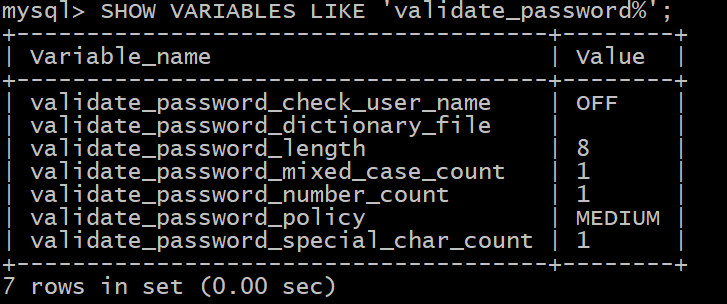 mysql> SHOW VARIABLES LIKE 'validate_password%';
+--------------------------------------+--------+
| Variable_name                        | Value  |
+--------------------------------------+--------+
| validate_password_check_user_name    | OFF    |
| validate_password_dictionary_file    |        |
| validate_password_length             | 8      |
| validate_password_mixed_case_count   | 1      |
| validate_password_number_count       | 1      |
| validate_password_policy             | MEDIUM |
| validate_password_special_char_count | 1      |
+--------------------------------------+--------+
7 rows in set (0.00 sec)